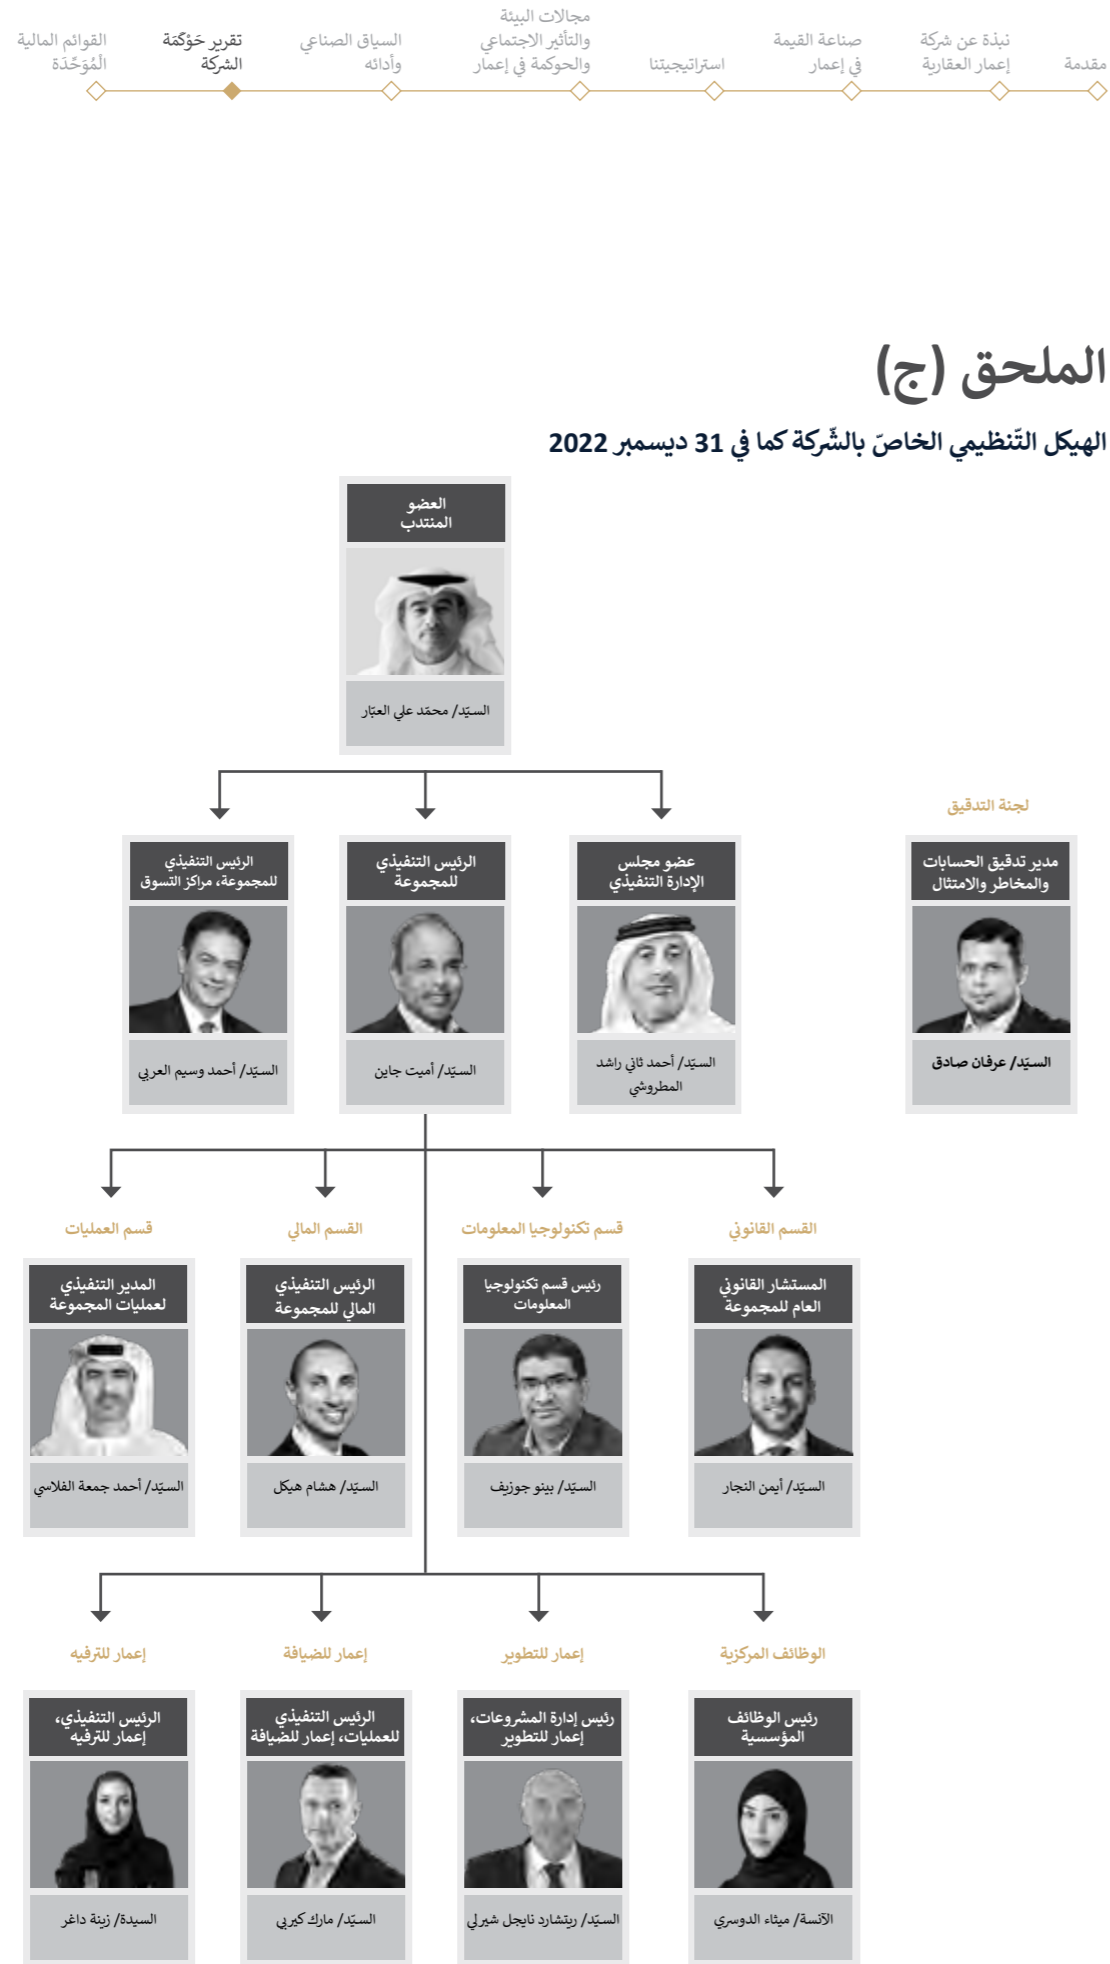 مقدمة
نبذة عن شركة
إعمار العقارية
صناعة القيمة
في إعمار
استراتيجيتنا
مجالات البيئة
والتأثير الاجتماعي
والحوكمة في إعمار
السياق الصناعي
وأدائه
تقرير حَوْكَمَة
الشركة
القوائم المالية
الْمُوَحَّدَة
الملحق (ج)
الهيكل التّنظيمي الخاصّ بالشّركة كما في 31 ديسمبر 2022
العضو
المنتدب
السيّد/ محمّد علي العبّار
لجنة التدقيق
مدير تدقيق الحسابات
والمخاطر والامتثال
السيّد/ عرفان صادق
عضو مجلس
الإدارة التنفيذي
السيّد/ أحمد ثاني راشد
المطروشي
الرئيس التنفيذي
للمجموعة
السيّد/ أميت جاين
الرئيس التنفيذي
للمجموعة، مراكز التسوق
السيّد/ أحمد وسيم العربي
القسم القانوني
المستشار القانوني
العام للمجموعة
السيّد/ أيمن النجار
قسم تكنولوجيا المعلومات
رئيس قسم تكنولوجيا
المعلومات
السيّد/ بينو جوزيف
القسم المالي
الرئيس التنفيذي
المالي للمجموعة
السيّد/ هشام هيكل
قسم العمليات
المدير التنفيذي
لعمليات المجموعة
السيّد/ أحمد جمعة الفلاسي
الوظائف المركزية
رئيس الوظائف
المؤسسية
الآنسة/ ميثاء الدوسري
إعمار للتطوير
رئيس إدارة المشروعات،
إعمار للتطوير
السيّد/ ريتشارد نايجل شيرلي
إعمار للضيافة
الرئيس التنفيذي
للعمليات، إعمار للضيافة
السيّد/ مارك كيربي
إعمار للترفيه
الرئيس التنفيذي،
إعمار للترفيه
السيدة/ زينة داغر